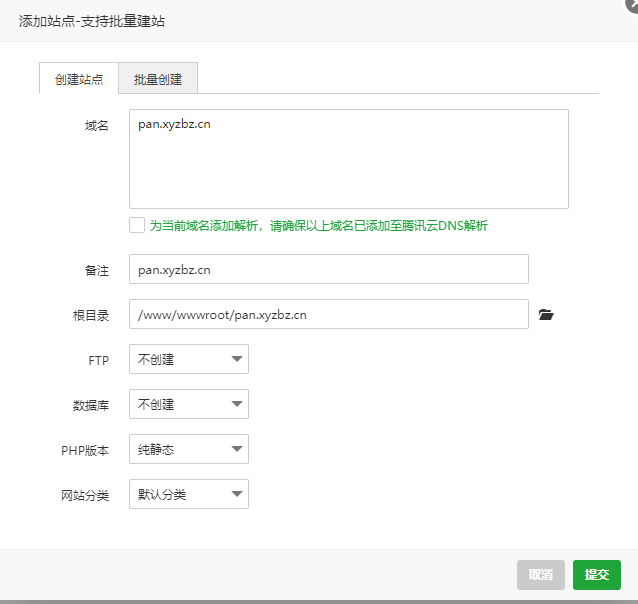 添加站点-支持批量建站
创建站点
批量创建
域名
pan.xyzbz.cn
为当前域名添加解析，请确保以上域名已添加至腾讯云DNS解析
备注
pan.xyzbz.cn
根目录
/www/wwwroot/pan.xyzbz.cn
FTP
不创建
数据库
不创建
PHP版本
纯静态
网站分类
默认分类
取消
提交